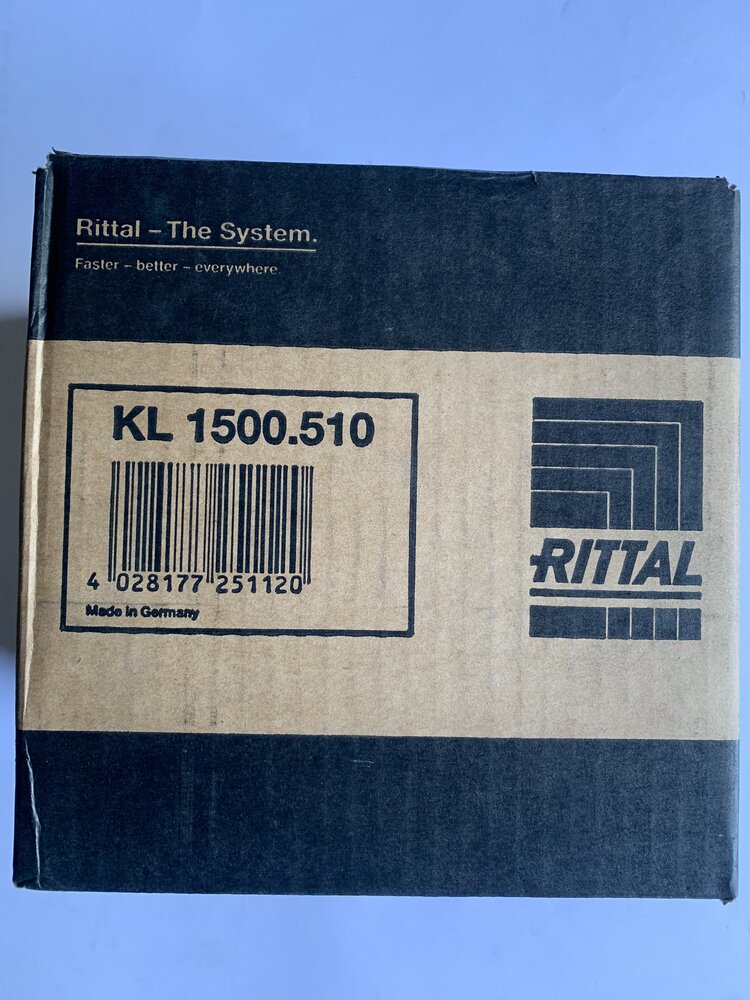 Rittal – The System.
Faster – better – everywhere.
KL 1500.510
4 028177 251120
Made in Germany
RITTAL